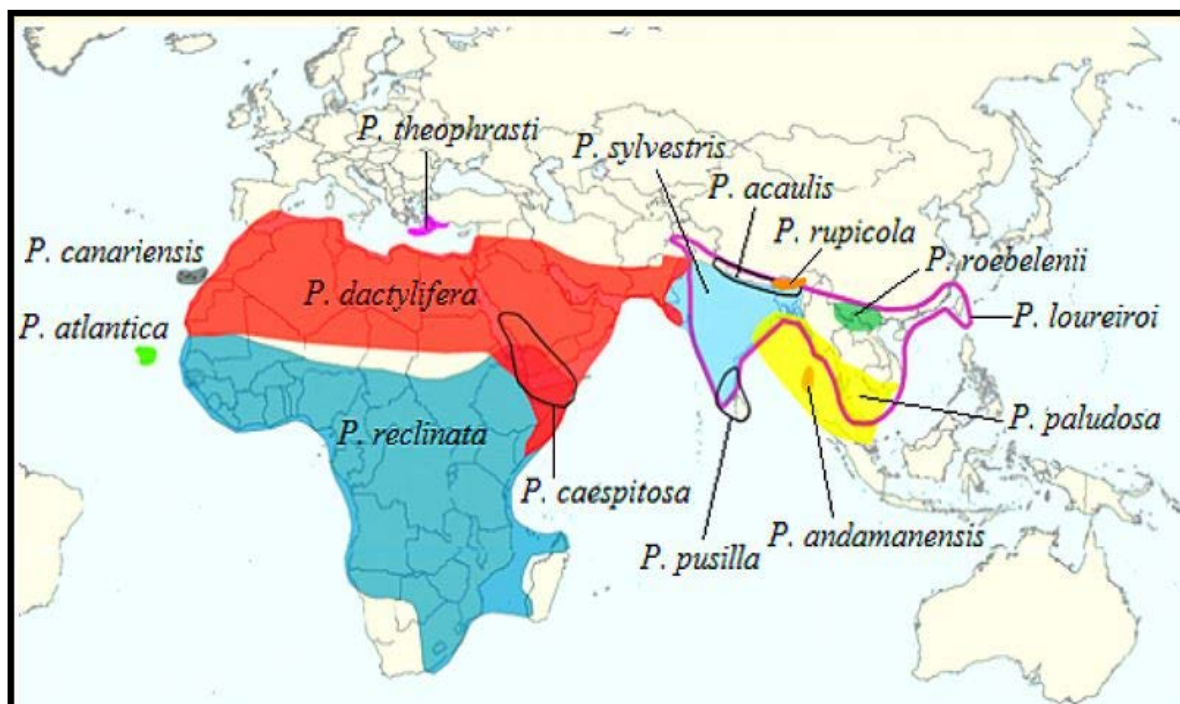 P. theophrasti
P. sylvestris
P. acaulis
P. rupicola
P. canariensis
P. roebelenii
P. dactylifera
P. loureiroi
P. atlantica
P. reclinata
P. paludosa
P. caespitosa
P. andamanensis
P. pusilla